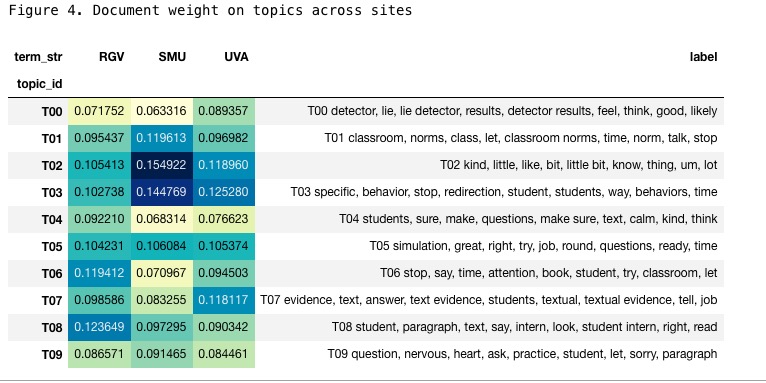 Figure 4. Document weight on topics across sites
term_str RGV SMU UVA label
topic_id
T00 0.071752 0.063316 0.089357 T00 detector, lie, lie detector, results, detector results, feel, think, good, likely
T01 0.095437 0.119613 0.096982 T01 classroom, norms, class, let, classroom norms, time, norm, talk, stop
T02 0.105413 0.154922 0.118960 T02 kind, little, like, bit, little bit, know, thing, um, lot
T03 0.102738 0.144769 0.125280 T03 specific, behavior, stop, redirection, student, students, way, behaviors, time
T04 0.092210 0.068314 0.076623 T04 students, sure, make, questions, make sure, text, calm, kind, think
T05 0.104231 0.106084 0.105374 T05 simulation, great, right, try, job, round, questions, ready, time
T06 0.119412 0.070967 0.094503 T06 stop, say, time, attention, book, student, try, classroom, let
T07 0.098586 0.083255 0.118117 T07 evidence, text, answer, text evidence, students, textual, textual evidence, tell, job
T08 0.123649 0.097295 0.090342 T08 student, paragraph, text, say, intern, look, student intern, right, read
T09 0.086571 0.091465 0.084461 T09 question, nervous, heart, ask, practice, student, let, sorry, paragraph